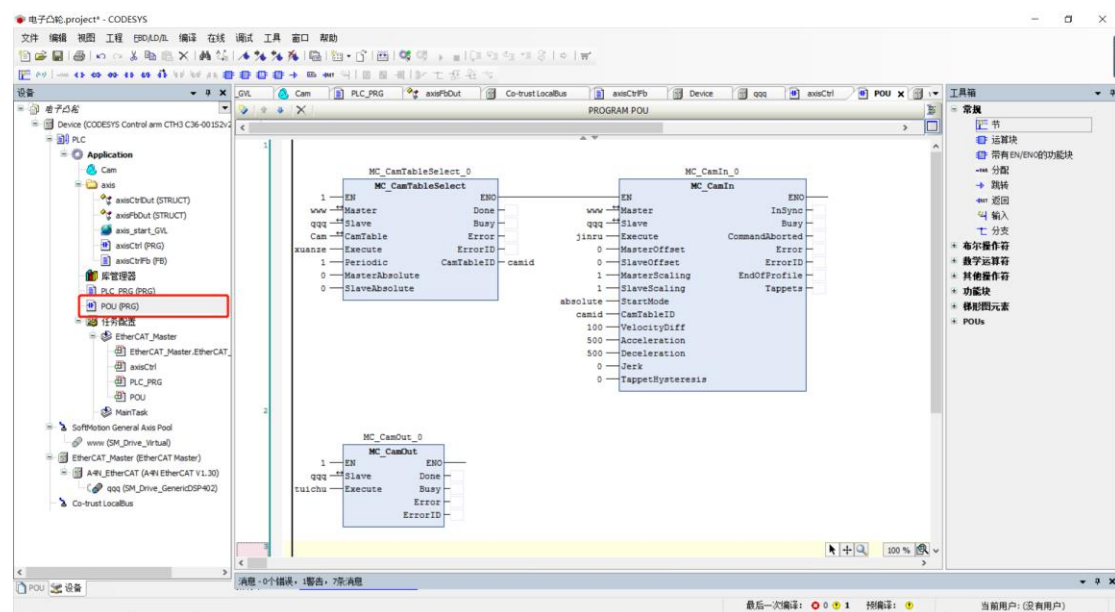 电子凸轮.project* - CODESYS
文件 编辑 视图 工程 FBD/LD/IL 编译 在线 调试 工具 窗口 帮助
设备
电子凸轮
Device (CODESYS Control arm CTH3 C36-00152v2
PLC
Application
Cam
axis
axisCtrlDut (STRUCT)
axisFbDut (STRUCT)
axis_start_GVL
axisCtrl (PRG)
axisCtrlFb (FB)
库管理器
PLC_PRG (PRG)
POU (PRG)
任务配置
EtherCAT_Master
EtherCAT_Master.EtherCAT_
axisCtrl
PLC_PRG
POU
MainTask
SoftMotion General Axis Pool
www (SM_Drive_Virtual)
EtherCAT_Master (EtherCAT Master)
A4N_EtherCAT (A4N EtherCAT V1.30)
qqq (SM_Drive_GenericDSP402)
Co-trust LocalBus
POU 设备
_GVL Cam PLC_PRG axisFbDut Co-trust LocalBus axisCtrlFb Device qqq axisCtrl POU
PROGRAM POU
1
MC_CamTableSelect_0
MC_CamTableSelect
1 EN ENO
www Master Done
qqq Slave Busy
Cam CamTable Error
xuanze Execute ErrorID
1 Periodic CamTableID camid
0 MasterAbsolute
0 SlaveAbsolute
MC_CamIn_0
MC_CamIn
EN ENO
www Master InSync
qqq Slave Busy
jinru Execute CommandAborted
0 MasterOffset Error
0 SlaveOffset ErrorID
1 MasterScaling EndOfProfile
1 SlaveScaling Tappets
absolute StartMode
camid CamTableID
100 VelocityDiff
500 Acceleration
500 Deceleration
0 Jerk
0 TappetHysteresis
2
MC_CamOut_0
MC_CamOut
1 EN ENO
qqq Slave Done
tuichu Execute Busy
Error
ErrorID
3
100 %
工具箱
常规
节
运算块
带有EN/ENO的功能块
分配
跳转
返回
输入
分支
布尔操作符
数学运算符
其他操作符
功能块
梯形图元素
POUs
消息 - 0个错误，1警告，7条消息
最后一次编译： 0 1 预编译：
当前用户：(没有用户)